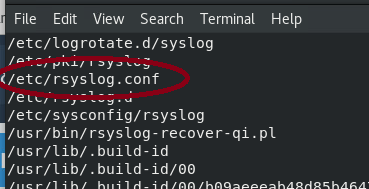 File Edit View Search Terminal Help
/etc/logrotate.d/syslog
/etc/pki/rsyslog
/etc/rsyslog.conf
/etc/rsyslog.d
/etc/sysconfig/rsyslog
/usr/bin/rsyslog-recover-qi.pl
/usr/lib/.build-id
/usr/lib/.build-id/00
/usr/lib/.build-id/00/b09aeeeab48d85b464